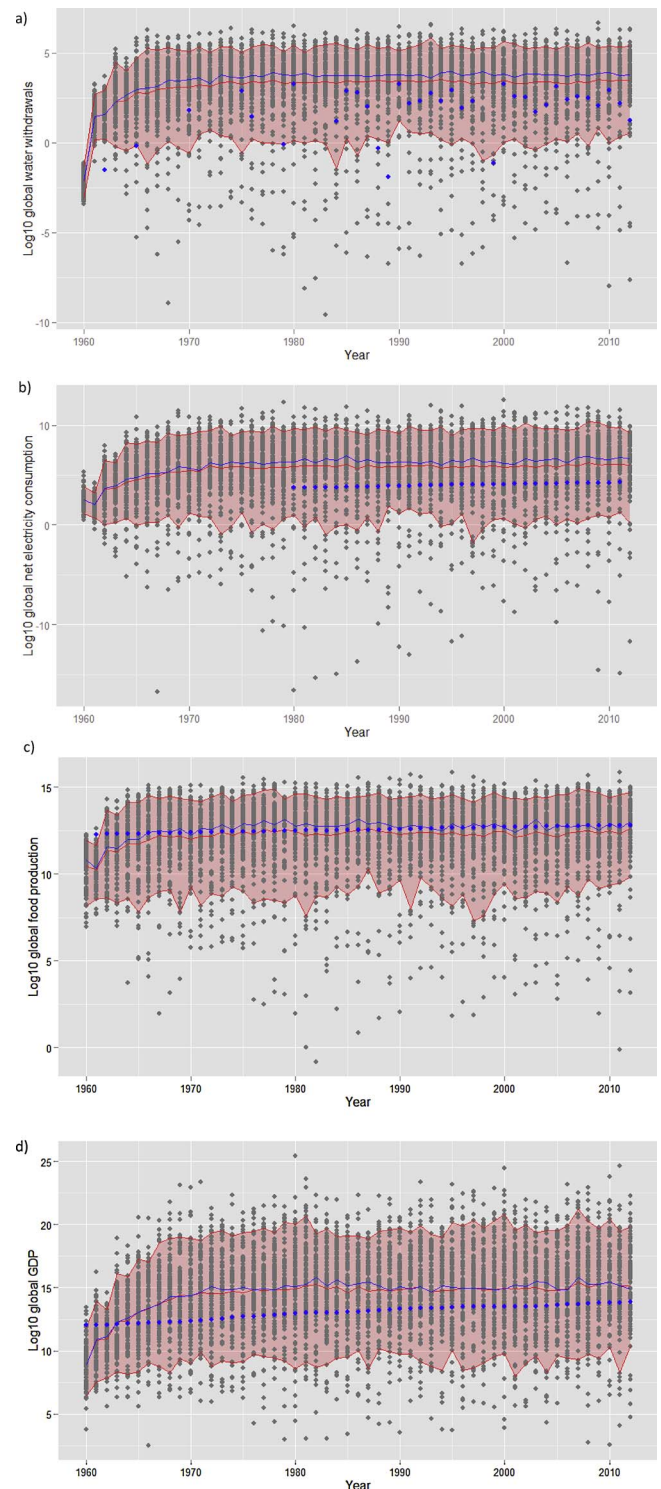 a)
Log10 global water withdrawals
5
0
-5
-10
1960 1970 1980 1990 2000 2010
Year
b)
Log10 global net electricity consumption
10
0
-10
1960 1970 1980 1990 2000 2010
Year
c)
Log10 global food production
15
10
5
0
1960 1970 1980 1990 2000 2010
Year
d)
Log10 global GDP
25
20
15
10
5
1960 1970 1980 1990 2000 2010
Year